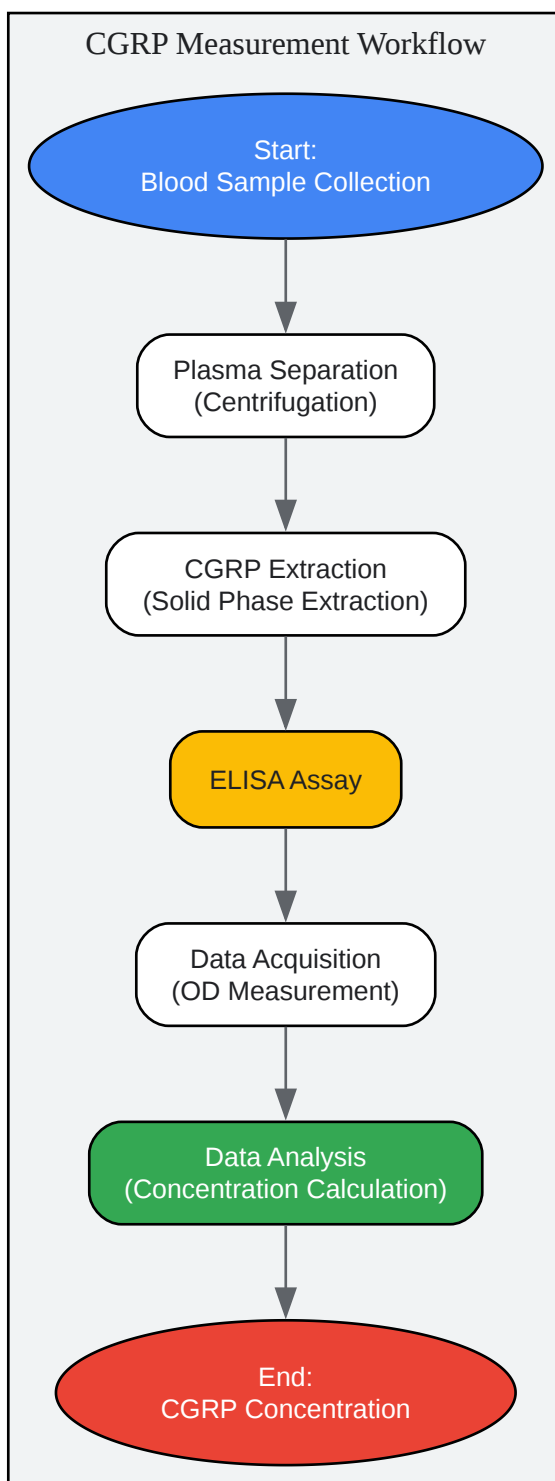 CGRP Measurement Workflow
Start:
Blood Sample Collection
Plasma Separation
(Centrifugation)
CGRP Extraction
(Solid Phase Extraction)
ELISA Assay
Data Acquisition
(OD Measurement)
Data Analysis
(Concentration Calculation)
End:
CGRP Concentration